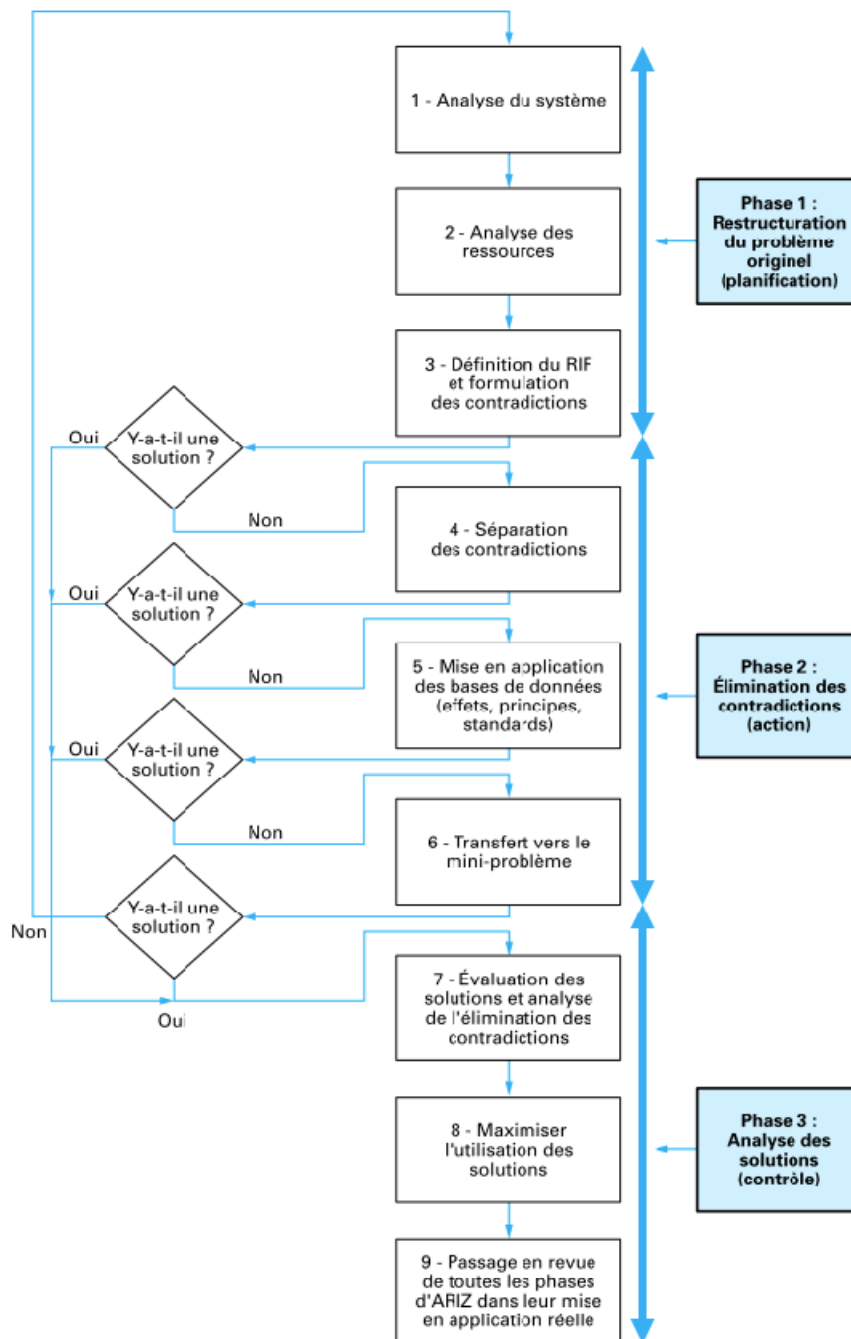 1 - Analyse du système
2 - Analyse des
ressources
Phase 1 :
Restructuration
du problème
originel
(planification)
3 - Définition du RIF
et formulation
des contradictions
Oui
Y-a-t-il une
solution ?
Non
4 - Séparation
des contradictions
Oui
Y-a-t-il une
solution ?
Non
5 - Mise en application
des bases de données
(effets, principes,
standards)
Phase 2 :
Élimination des
contradictions
(action)
Oui
Y-a-t-il une
solution ?
Non
6 - Transfert vers le
mini-problème
Y-a-t-il une
solution ?
Non
Oui
7 - Évaluation des
solutions et analyse
de l'élimination des
contradictions
8 - Maximiser
l'utilisation des
solutions
Phase 3 :
Analyse des
solutions
(contrôle)
9 - Passage en revue
de toutes les phases
d'ARIZ dans leur mise
en application réelle